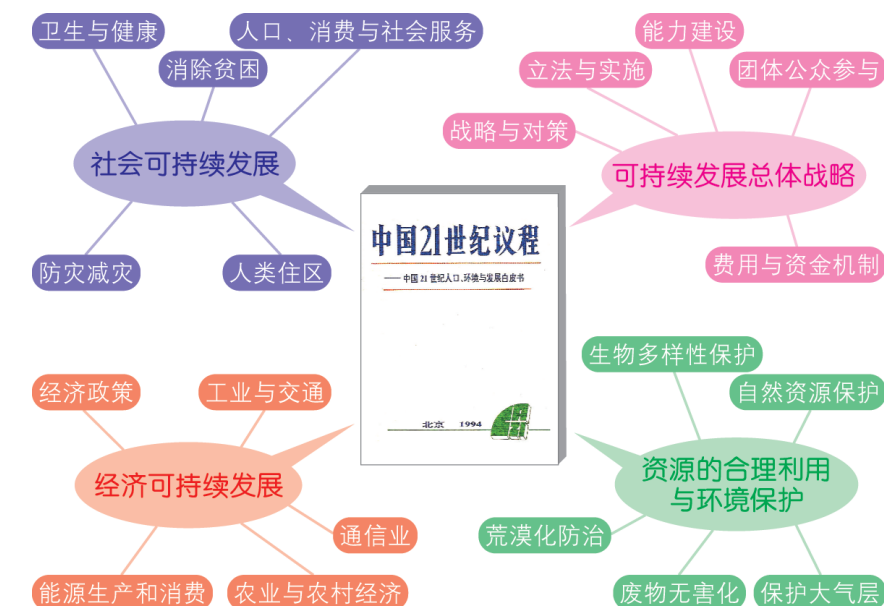 卫生与健康
人口、消费与社会服务
消除贫困
社会可持续发展
防灾减灾
人类住区
能力建设
立法与实施
团体公众参与
战略与对策
可持续发展总体战略
费用与资金机制
中国21世纪议程
—— 中国 21 世纪人口、环境与发展白皮书
北京 1994
经济政策
工业与交通
经济可持续发展
通信业
能源生产和消费
农业与农村经济
生物多样性保护
自然资源保护
资源的合理利用
与环境保护
荒漠化防治
废物无害化
保护大气层